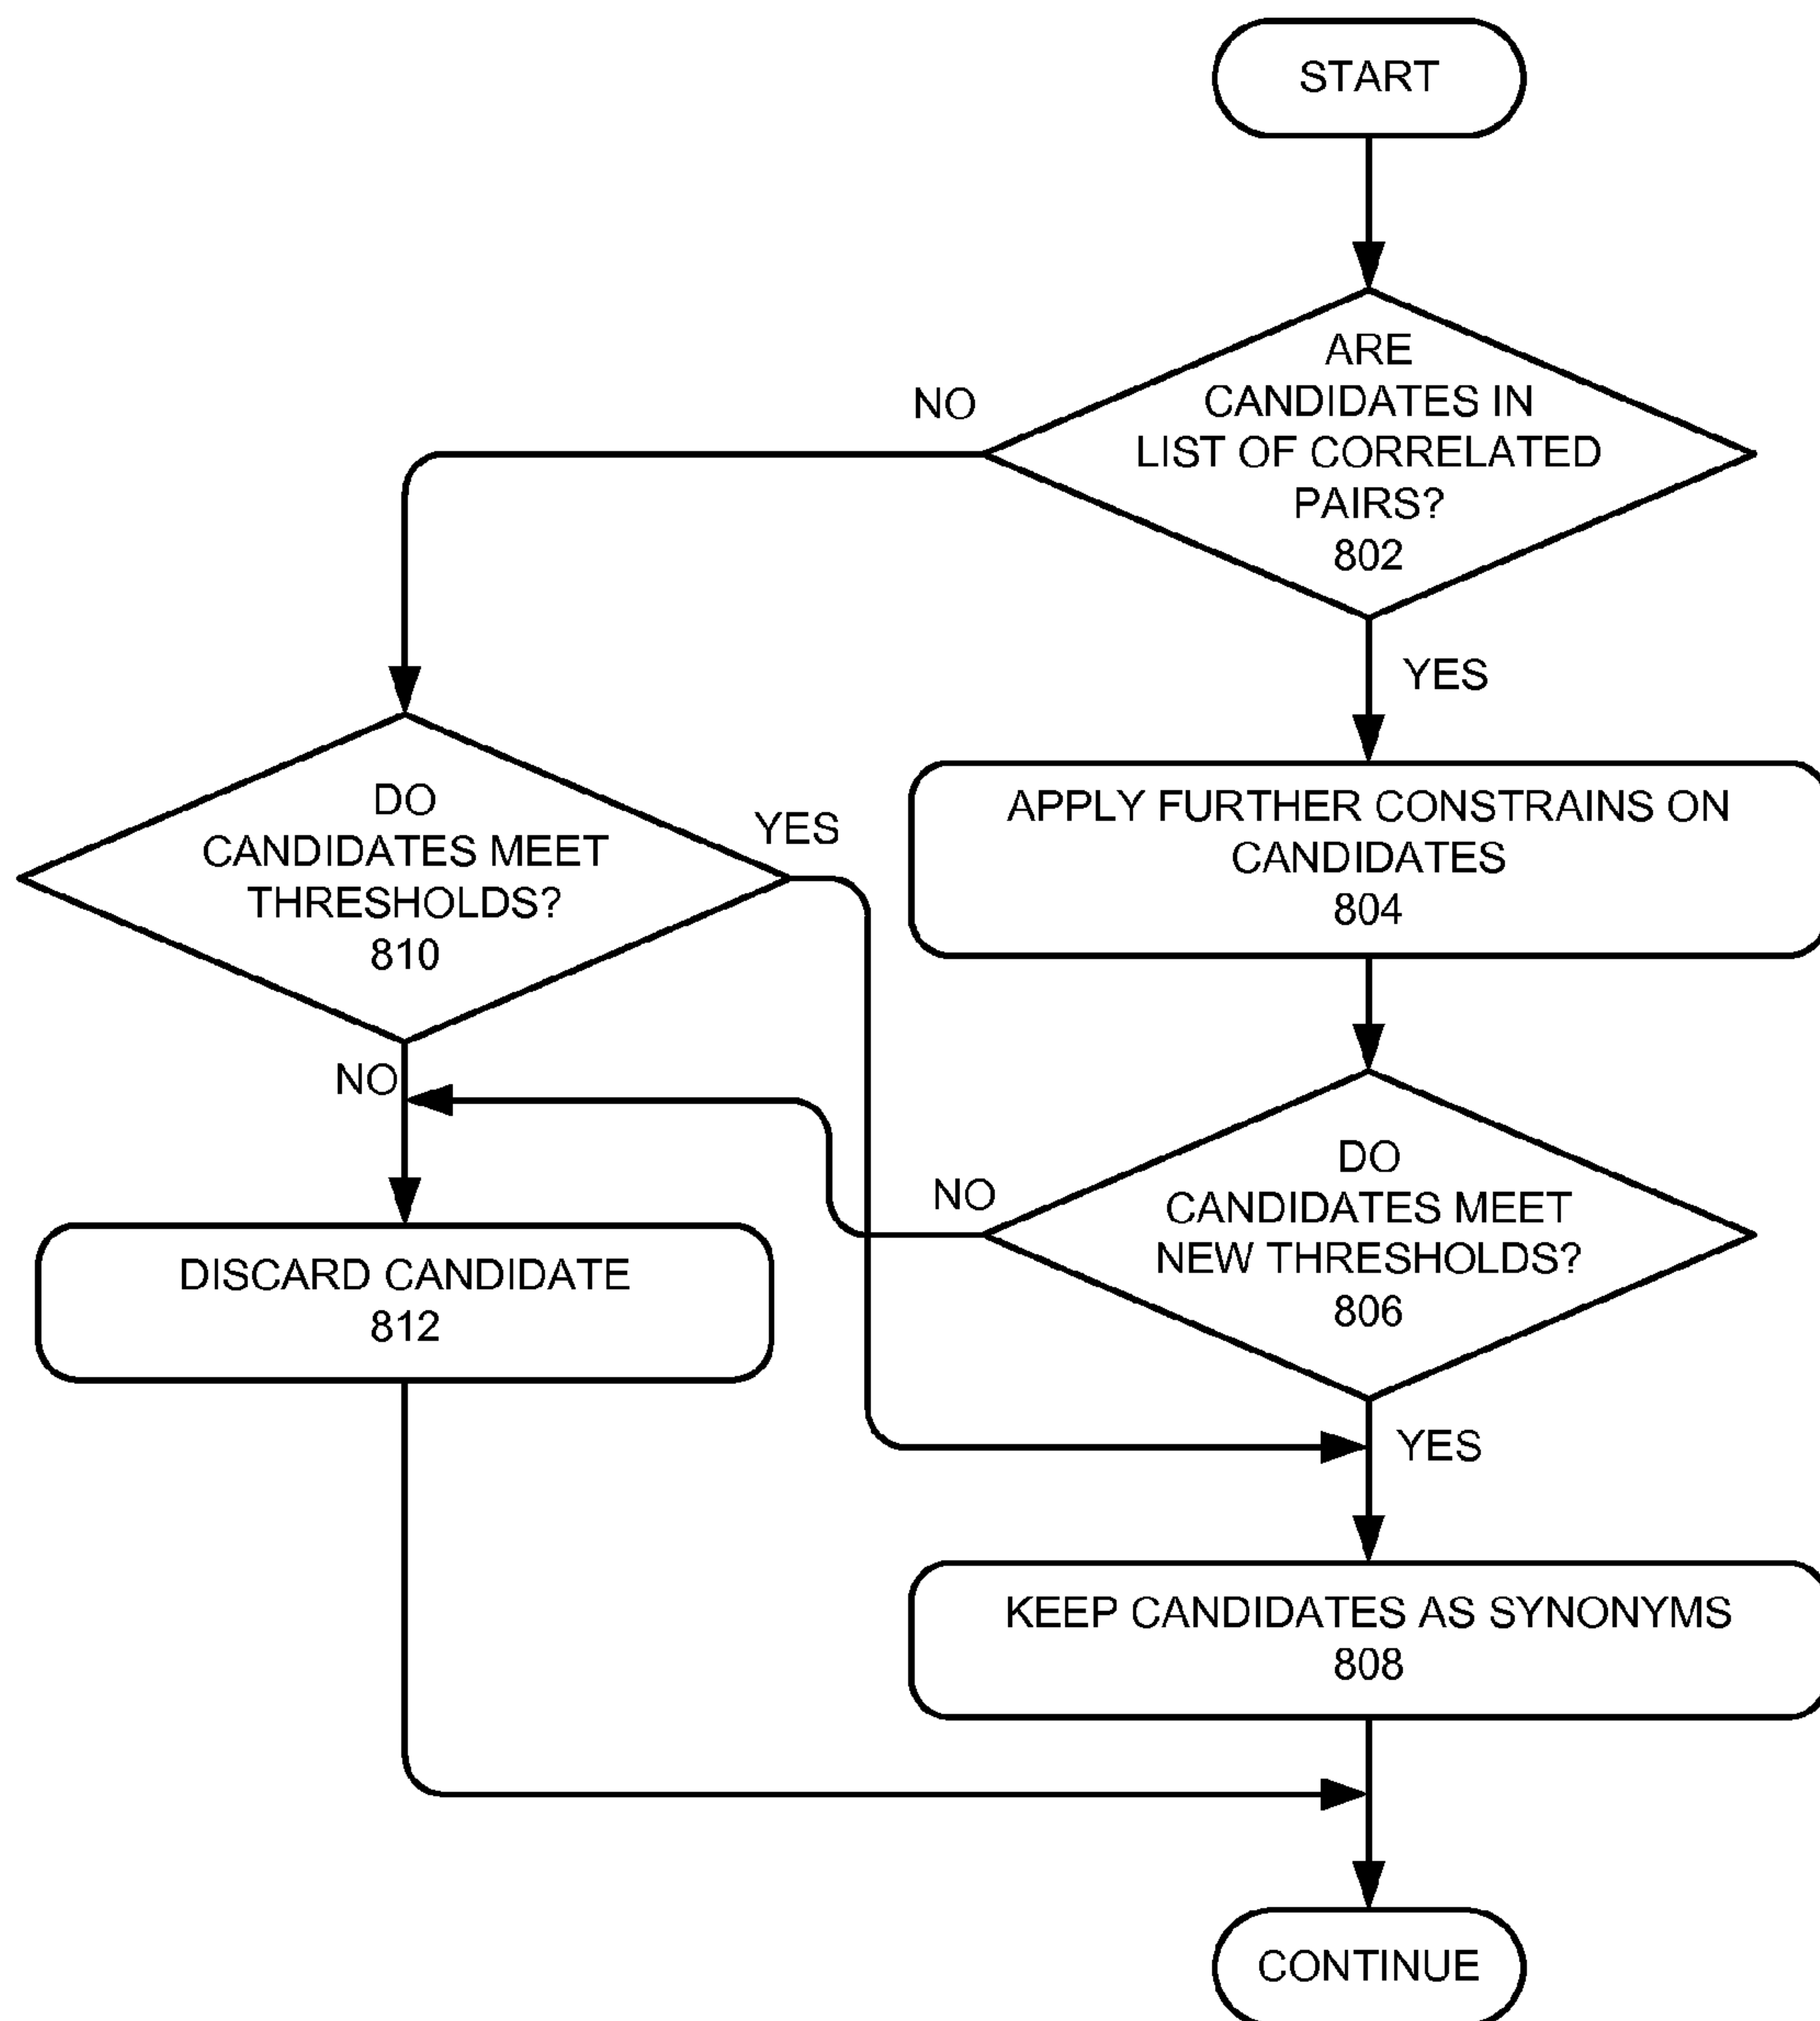 START
ARE
CANDIDATES IN
LIST OF CORRELATED
PAIRS?
802
NO
YES
APPLY FURTHER CONSTRAINS ON
CANDIDATES
804
DO
CANDIDATES MEET
THRESHOLDS?
810
YES
NO
DO
CANDIDATES MEET
NEW THRESHOLDS?
806
NO
YES
DISCARD CANDIDATE
812
KEEP CANDIDATES AS SYNONYMS
808
CONTINUE